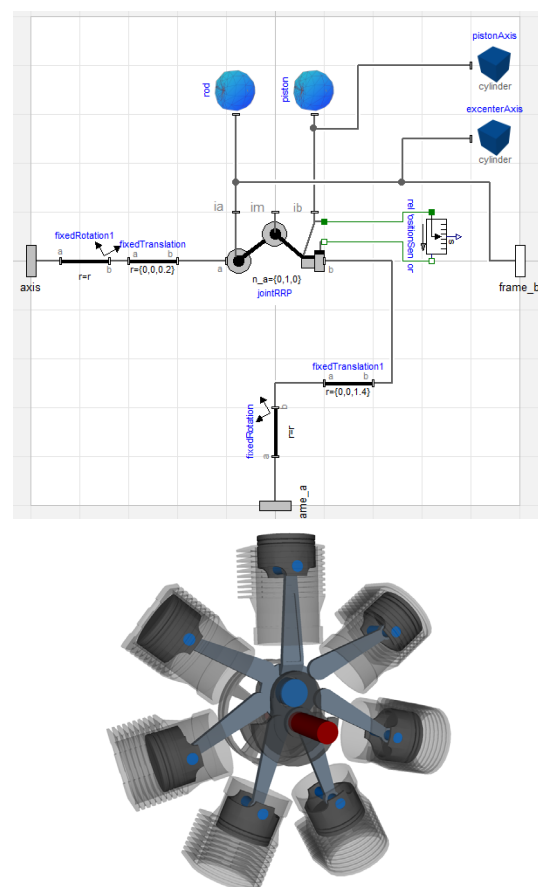 pistonAxis
cylinder
rod
piston
excenterAxis
cylinder
ia
im
ib
fixedRotation1
fixedTranslation
a
b
r=r
a
b
r={0,0,0.2}
a
b
n_a={0,1,0}
jointRRP
s
axis
frame_b
fixedTranslation1
a
b
r={0,0,1.4}
fixedRotation
b
r=r
a
ame_a